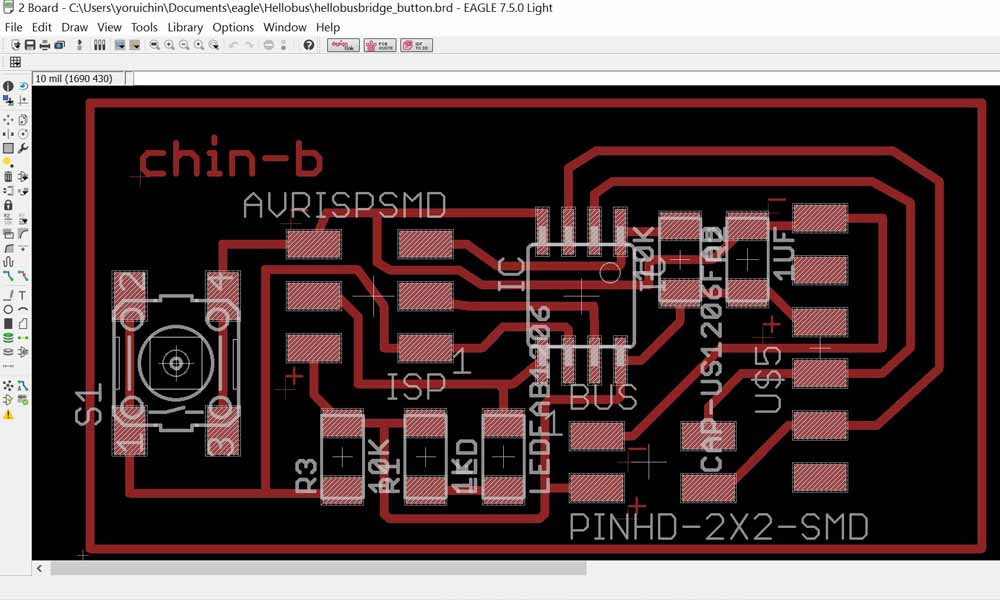 2 Board - C:\Users\yoruichin\Documents\eagle\Hellobus\hellobusbridge_button.brd - EAGLE 7.5.0 Light
File Edit Draw View Tools Library Options Window Help
10 mil (1690 430)
chin-b
AVRISPSMD
2
4
IC
10K
1UF
S1
1
3
ISP
1
BUS
1
U$5
CAP-US1206FAB
LEDFAB1206
R3
10K
R1
1K
PINHD-2X2-SMD